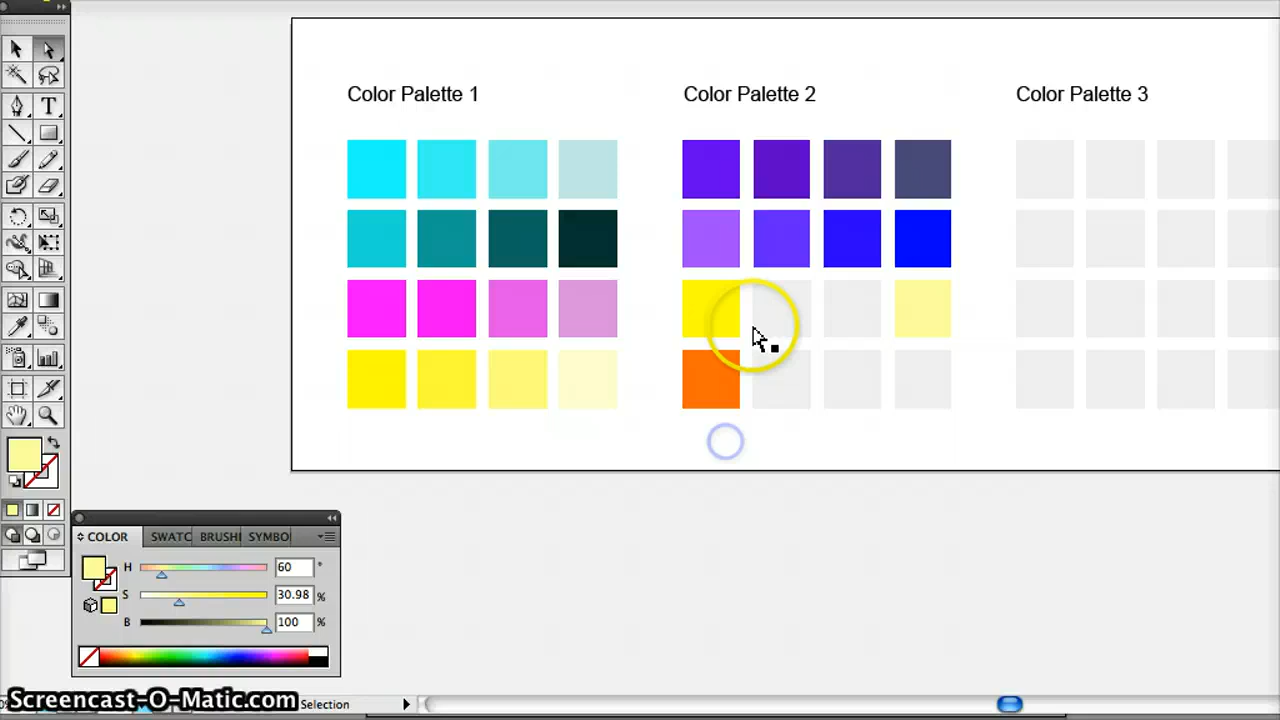 Color Palette 1
Color Palette 2
Color Palette 3
T
COLOR
SWATC
BRUSHI
SYMBO
H 60 °
S 30.98 %
B 100 %
Screencast-O-Matic.com
Selection